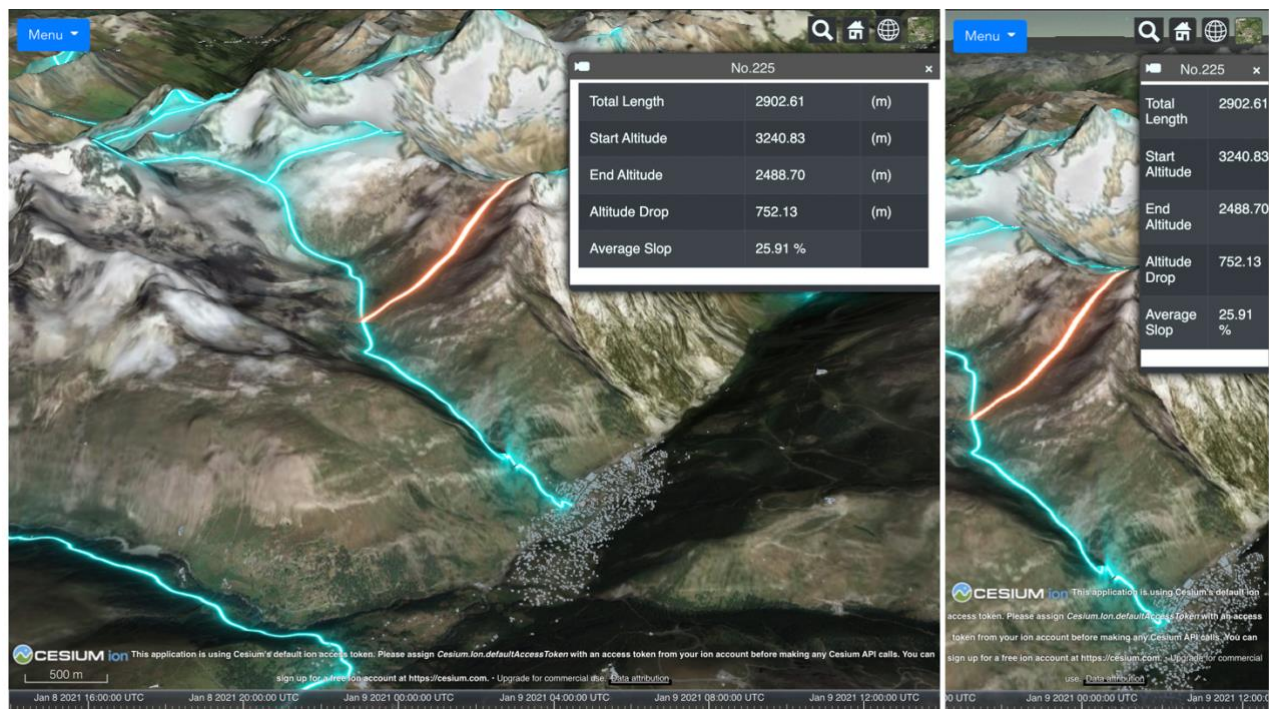 Menu
No.225
×
Total Length 2902.61 (m)
Start Altitude 3240.83 (m)
End Altitude 2488.70 (m)
Altitude Drop 752.13 (m)
Average Slop 25.91 %
CESIUM ion This application is using Cesium's default ion access token. Please assign Cesium.Ion.defaultAccessToken with an access token from your ion account before making any Cesium API calls. You can
sign up for a free ion account at https://cesium.com. • Upgrade for commercial use. Data attribution
500 m
Jan 8 2021 16:00:00 UTC Jan 8 2021 20:00:00 UTC Jan 9 2021 00:00:00 UTC Jan 9 2021 04:00:00 UTC Jan 9 2021 08:00:00 UTC Jan 9 2021 12:00:00 UTC
Menu
No.225
×
Total 2902.61
Length
Start 3240.83
Altitude
End 2488.70
Altitude
Altitude 752.13
Drop
Average 25.91
Slop %
CESIUM ion This application is using Cesium's default ion
access token. Please assign Cesium.Ion.defaultAccessToken with an access
token from your ion account before making any Cesium API calls. You can
sign up for a free ion account at https://cesium.com. • Upgrade for commercial
use. Data attribution
0 UTC Jan 9 2021 00:00:00 UTC Jan 9 2021 12:00: